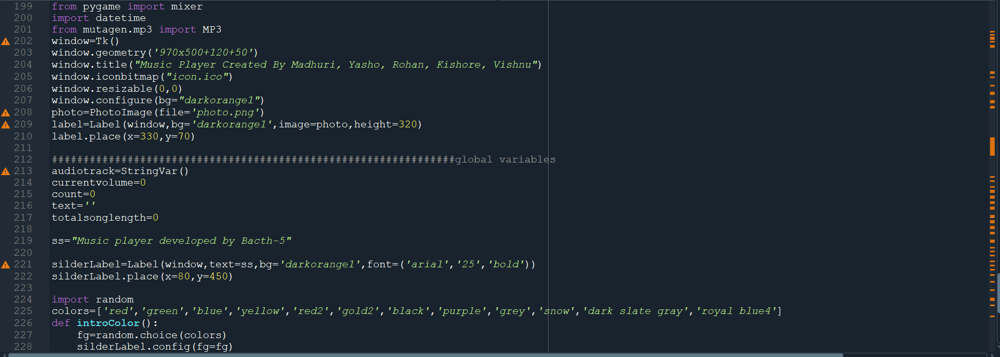 199 from pygame import mixer
200 import datetime
201 from mutagen.mp3 import MP3
202 window=Tk()
203 window.geometry('970x500+120+50')
204 window.title("Music Player Created By Madhuri, Yasho, Rohan, Kishore, Vishnu")
205 window.iconbitmap("icon.ico")
206 window.resizable(0,0)
207 window.configure(bg="darkorange1")
208 photo=PhotoImage(file='photo.png')
209 label=Label(window,bg='darkorange1',image=photo,height=320)
210 label.place(x=330,y=70)
211
212 ################################################################global variables
213 audiotrack=StringVar()
214 currentvolume=0
215 count=0
216 text=''
217 totalsonglength=0
218
219 ss="Music player developed by Bacth-5"
220
221 silderLabel=Label(window,text=ss,bg='darkorange1',font=('arial','25','bold'))
222 silderLabel.place(x=80,y=450)
223
224 import random
225 colors=['red','green','blue','yellow','red2','gold2','black','purple','grey','snow','dark slate gray','royal blue4']
226 def introColor():
227     fg=random.choice(colors)
228     silderLabel.config(fg=fg)